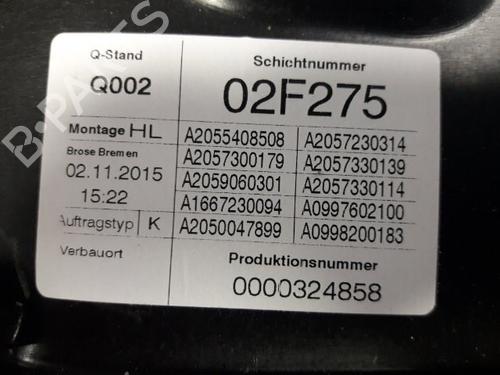 Q-Stand
Q002
Schichtnummer
02F275
Montage HL
Brose Bremen
02.11.2015
15:22
Auftragstyp K
Verbauort
A2055408508 A2057230314
A2057300179 A2057330139
A2059060301 A2057330114
A1667230094 A0997602100
A2050047899 A0998200183
Produktionsnummer
0000324858
B-PARTS